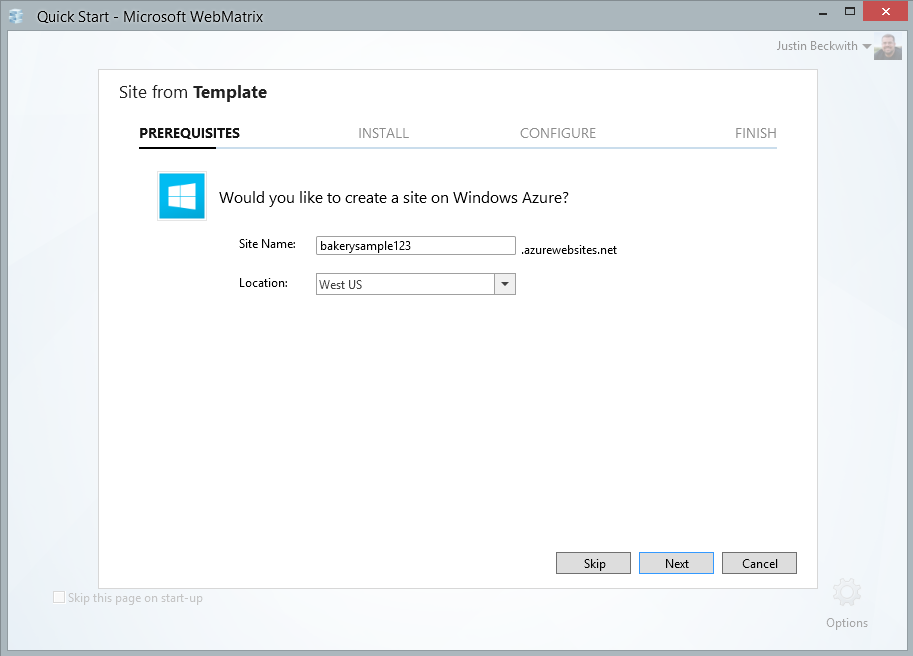 Quick Start - Microsoft WebMatrix
Justin Beckwith
Site from Template
PREREQUISITES INSTALL CONFIGURE FINISH
Would you like to create a site on Windows Azure?
Site Name: bakerysample123 .azurewebsites.net
Location: West US
Skip Next Cancel
Skip this page on start-up
Options